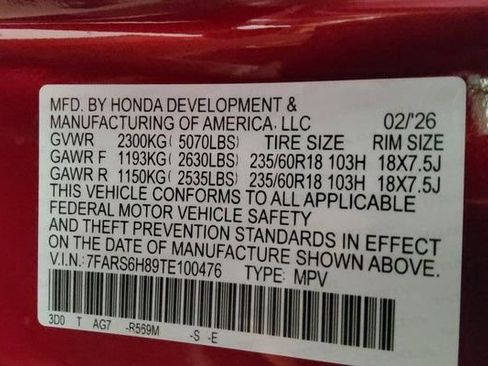 MFD. BY HONDA DEVELOPMENT &
MANUFACTURING OF AMERICA, LLC 02/'26
GVWR 2300KG( 5070LBS) TIRE SIZE RIM SIZE
GAWR F 1193KG( 2630LBS) 235/60R18 103H 18X7.5J
GAWR R 1150KG( 2535LBS) 235/60R18 103H 18X7.5J
THIS VEHICLE CONFORMS TO ALL APPLICABLE
FEDERAL MOTOR VEHICLE SAFETY
AND THEFT PREVENTION STANDARDS IN EFFECT
ON THE DATE OF MANUFACTURE SHOWN ABOVE.
V.I.N.: 7FARS6H89TE100476 TYPE: MPV
3D0 T AG7 -R569M -S -E